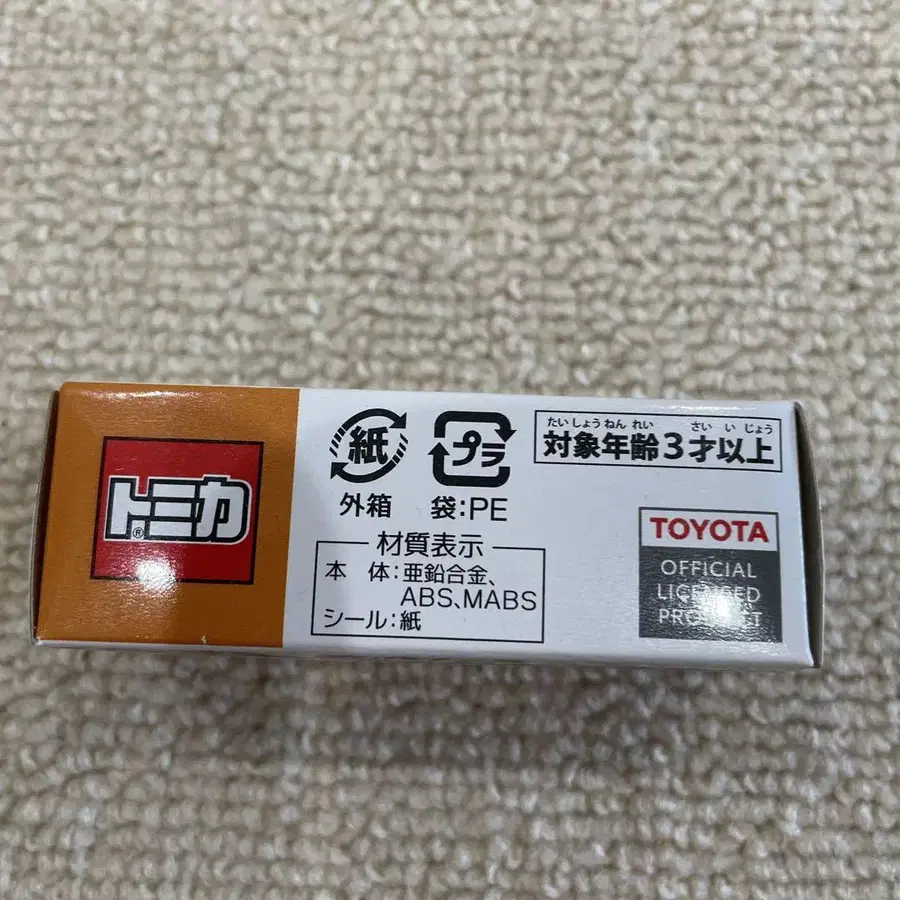 トミカ
®
紙
外箱
プラ
袋:PE
材質表示
本 体:亜鉛合金、
ABS、MABS
シール:紙
たいしょうねんれい さい い じょう
対象年齢3才以上
TOYOTA
OFFICIAL
LICENSED
PRODUCT